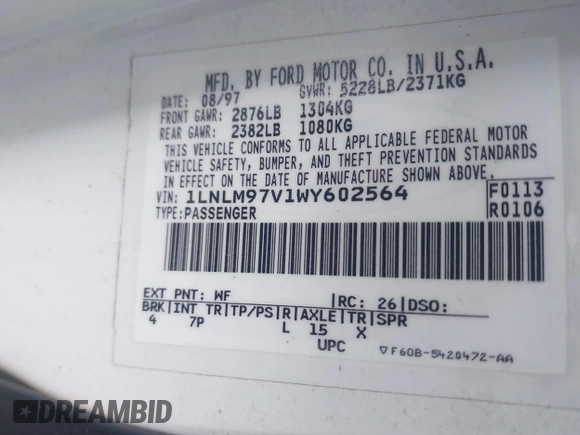 MFD. BY FORD MOTOR CO. IN U.S.A.
DATE: 08/97 GVWR: 5228LB/2371KG
FRONT GAWR: 2876LB 1304KG
REAR GAWR: 2382LB 1080KG
THIS VEHICLE CONFORMS TO ALL APPLICABLE FEDERAL MOTOR
VEHICLE SAFETY, BUMPER, AND THEFT PREVENTION STANDARDS
IN EFFECT ON THE DATE OF MANUFACTURE SHOWN ABOVE.
VIN: 1LNLM97V1WY602564 F0113
TYPE: PASSENGER R0106
EXT PNT: WF RC: 26 DSO:
BRK INT TR TP/PS R AXLE TR SPR
4 7P L 15 X
UPC F60B-5420472-AA
DREAMBID